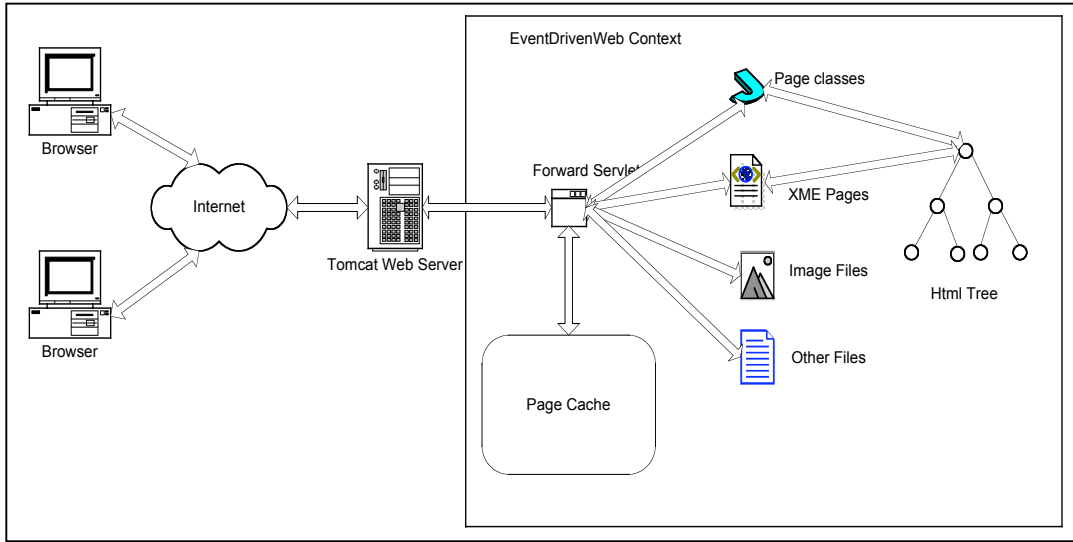 EventDrivenWeb Context
Page classes
Browser
Forward Servlet
XME Pages
Internet
Tomcat Web Server
Image Files
Html Tree
Browser
Other Files
Page Cache